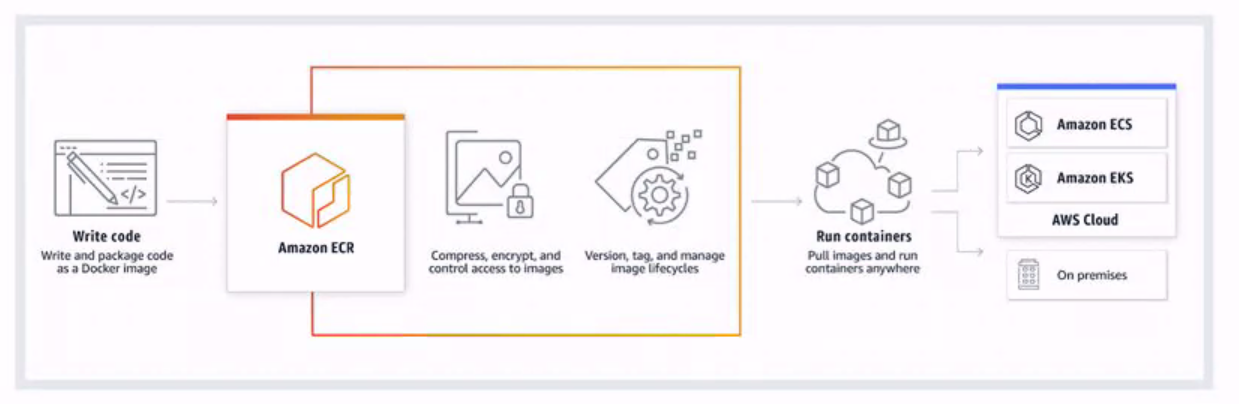 Write code
Write and package code
as a Docker image
</>
Amazon ECR
Compress, encrypt, and
control access to images
Version, tag, and manage
image lifecycles
Run containers
Pull images and run
containers anywhere
Amazon ECS
K
Amazon EKS
AWS Cloud
On premises